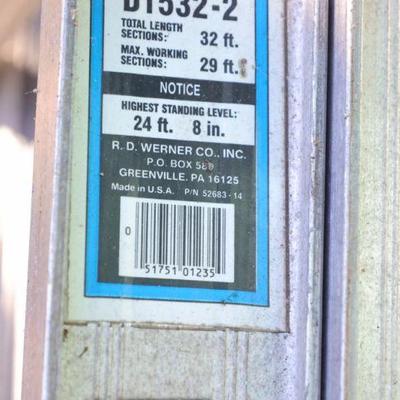 D1532-2
TOTAL LENGTH
SECTIONS: 32 ft.
MAX. WORKING
SECTIONS: 29 ft.
NOTICE
HIGHEST STANDING LEVEL:
24 ft. 8 in.
R. D. WERNER CO., INC.
P.O. BOX 580
GREENVILLE, PA 16125
Made in U.S.A. P/N 52683-14
0
51751 01235